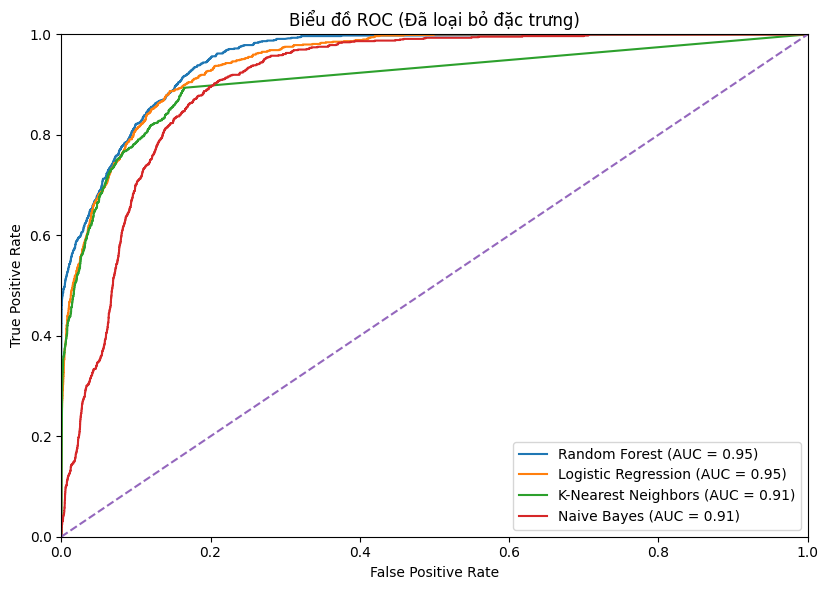 Biểu đồ ROC (Đã loại bỏ đặc trưng)
True Positive Rate
1.0
0.8
0.6
0.4
0.2
0.0
0.0 0.2 0.4 0.6 0.8 1.0
False Positive Rate
Random Forest (AUC = 0.95)
Logistic Regression (AUC = 0.95)
K-Nearest Neighbors (AUC = 0.91)
Naive Bayes (AUC = 0.91)